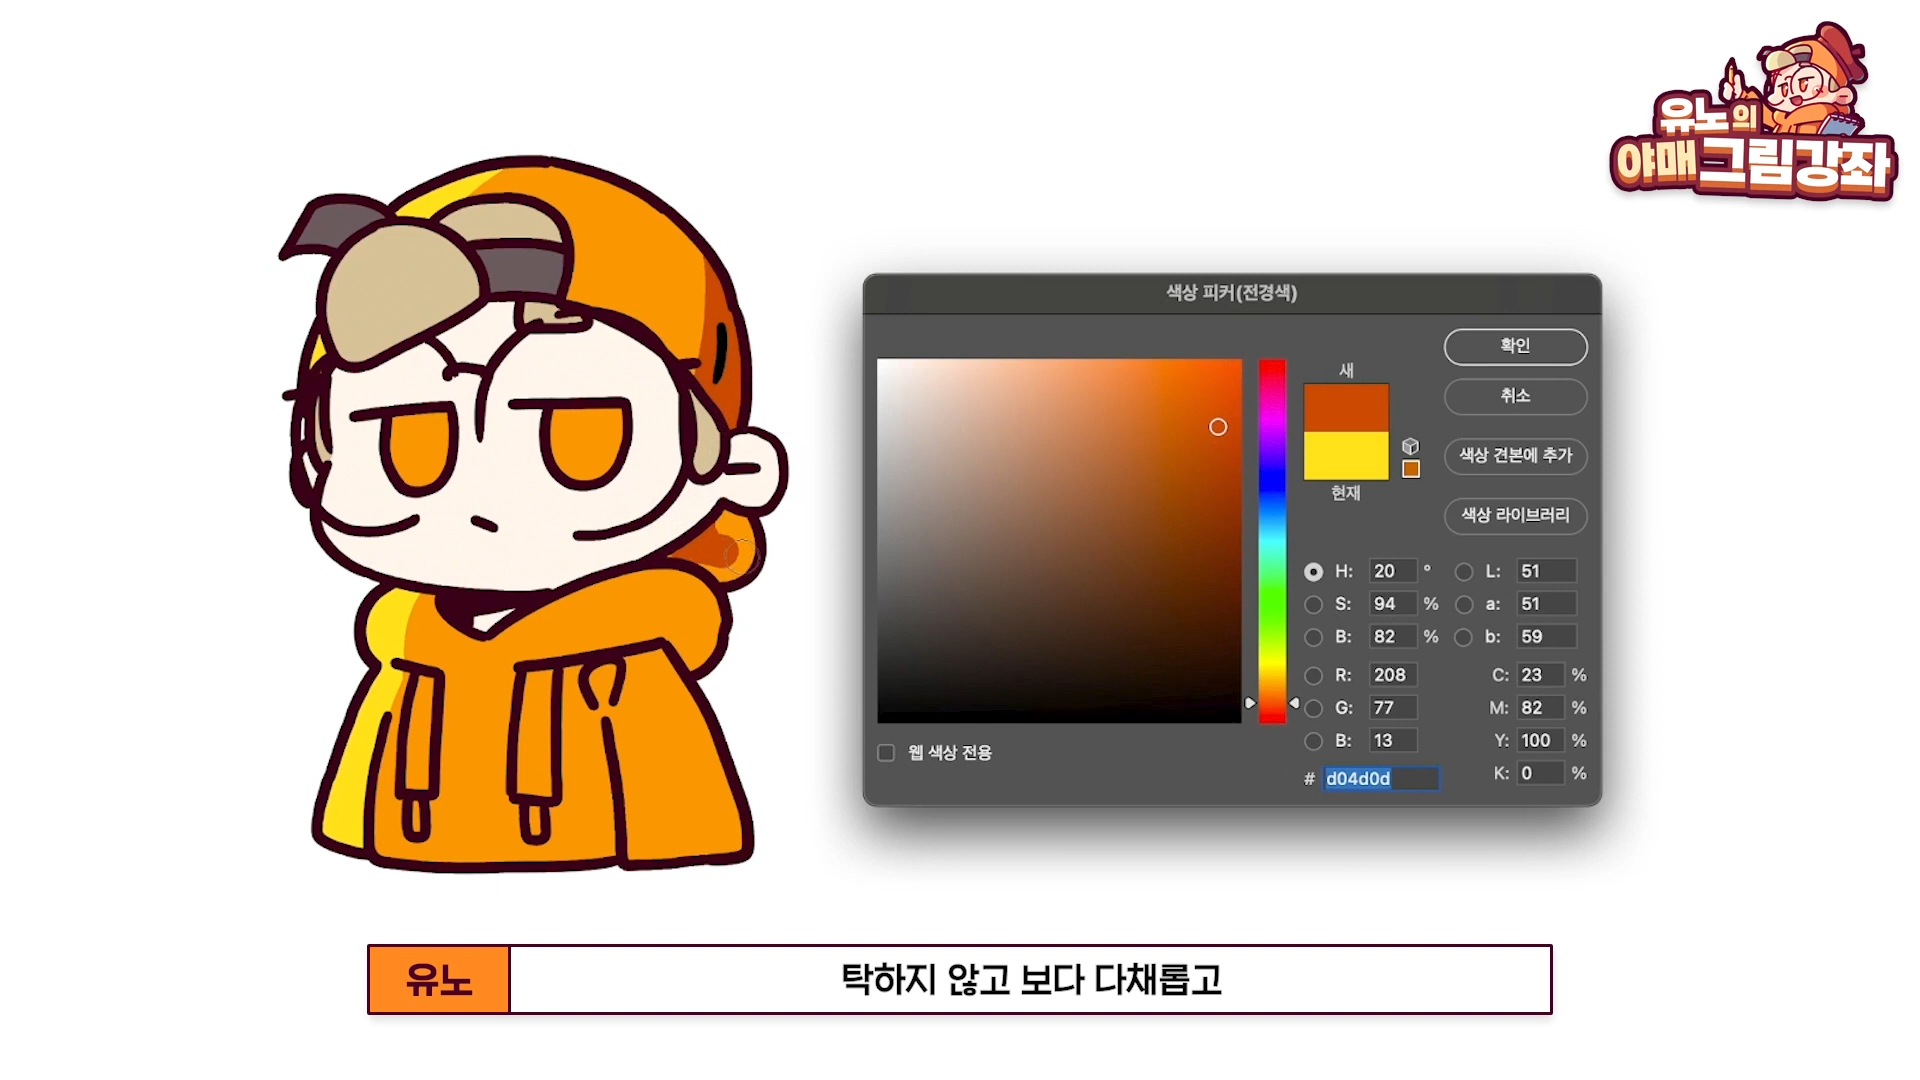 유노의
야매그림강좌
색상 피커(전경색)
확인
취소
색상 견본에 추가
색상 라이브러리
새
현재
H: 20 °
S: 94 %
B: 82 %
R: 208
G: 77
B: 13
# d04d0d
L: 51
a: 51
b: 59
C: 23 %
M: 82 %
Y: 100 %
K: 0 %
웹 색상 전용
유노
탁하지 않고 보다 다채롭고